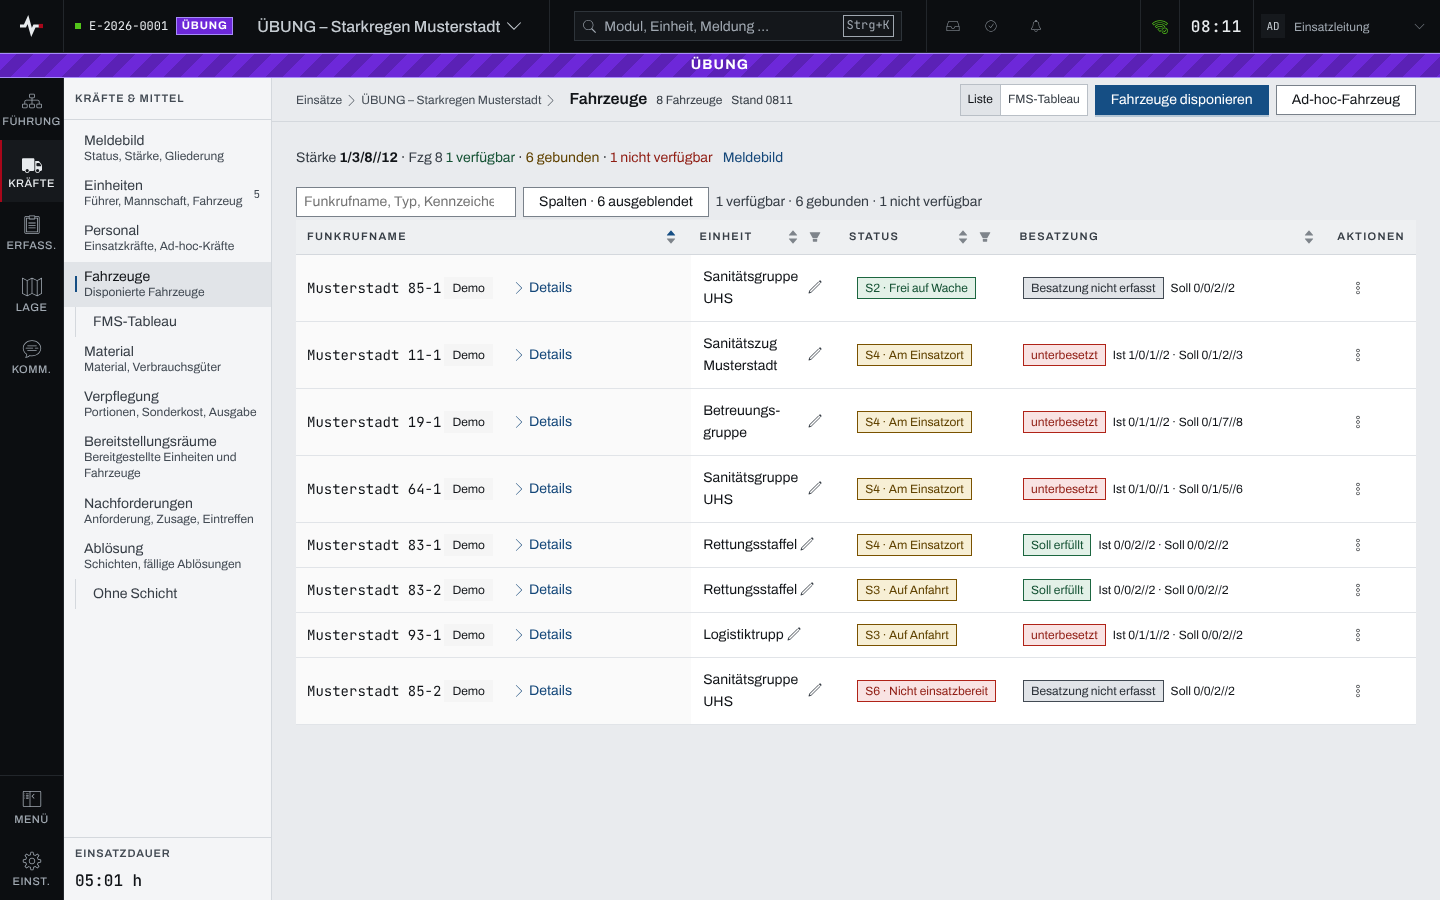 E-2026-0001 ÜBUNG ÜBUNG – Starkregen Musterstadt Modul, Einheit, Meldung ... Strg+K 08:11 AD Einsatzleitung
ÜBUNG
FÜHRUNG
KRÄFTE
ERFASS.
LAGE
KOMM.
MENÜ
EINST.
KRÄFTE & MITTEL
Meldebild
Status, Stärke, Gliederung
Einheiten
Führer, Mannschaft, Fahrzeug
5
Personal
Einsatzkräfte, Ad-hoc-Kräfte
Fahrzeuge
Disponierte Fahrzeuge
FMS-Tableau
Material
Material, Verbrauchsgüter
Verpflegung
Portionen, Sonderkost, Ausgabe
Bereitstellungsräume
Bereitgestellte Einheiten und
Fahrzeuge
Nachforderungen
Anforderung, Zusage, Eintreffen
Ablösung
Schichten, fällige Ablösungen
Ohne Schicht
EINSATZDAUER
05:01 h
Einsätze ÜBUNG – Starkregen Musterstadt Fahrzeuge 8 Fahrzeuge Stand 0811 Liste FMS-Tableau Fahrzeuge disponieren Ad-hoc-Fahrzeug
Stärke 1/3/8//12 · Fzg 8 1 verfügbar · 6 gebunden · 1 nicht verfügbar Meldebild
Funkrufname, Typ, Kennzeiche Spalten · 6 ausgeblendet 1 verfügbar · 6 gebunden · 1 nicht verfügbar
FUNKRUFNAME EINHEIT STATUS BESATZUNG AKTIONEN
Musterstadt 85-1 Demo Details Sanitätsgruppe
UHS S2 · Frei auf Wache Besatzung nicht erfasst Soll 0/0/2//2
Musterstadt 11-1 Demo Details Sanitätszug
Musterstadt S4 · Am Einsatzort unterbesetzt Ist 1/0/1//2 · Soll 0/1/2//3
Musterstadt 19-1 Demo Details Betreuungs-
gruppe S4 · Am Einsatzort unterbesetzt Ist 0/1/1//2 · Soll 0/1/7//8
Musterstadt 64-1 Demo Details Sanitätsgruppe
UHS S4 · Am Einsatzort unterbesetzt Ist 0/1/0//1 · Soll 0/1/5//6
Musterstadt 83-1 Demo Details Rettungsstaffel S4 · Am Einsatzort Soll erfüllt Ist 0/0/2//2 · Soll 0/0/2//2
Musterstadt 83-2 Demo Details Rettungsstaffel S3 · Auf Anfahrt Soll erfüllt Ist 0/0/2//2 · Soll 0/0/2//2
Musterstadt 93-1 Demo Details Logistiktrupp S3 · Auf Anfahrt unterbesetzt Ist 0/1/1//2 · Soll 0/0/2//2
Musterstadt 85-2 Demo Details Sanitätsgruppe
UHS S6 · Nicht einsatzbereit Besatzung nicht erfasst Soll 0/0/2//2